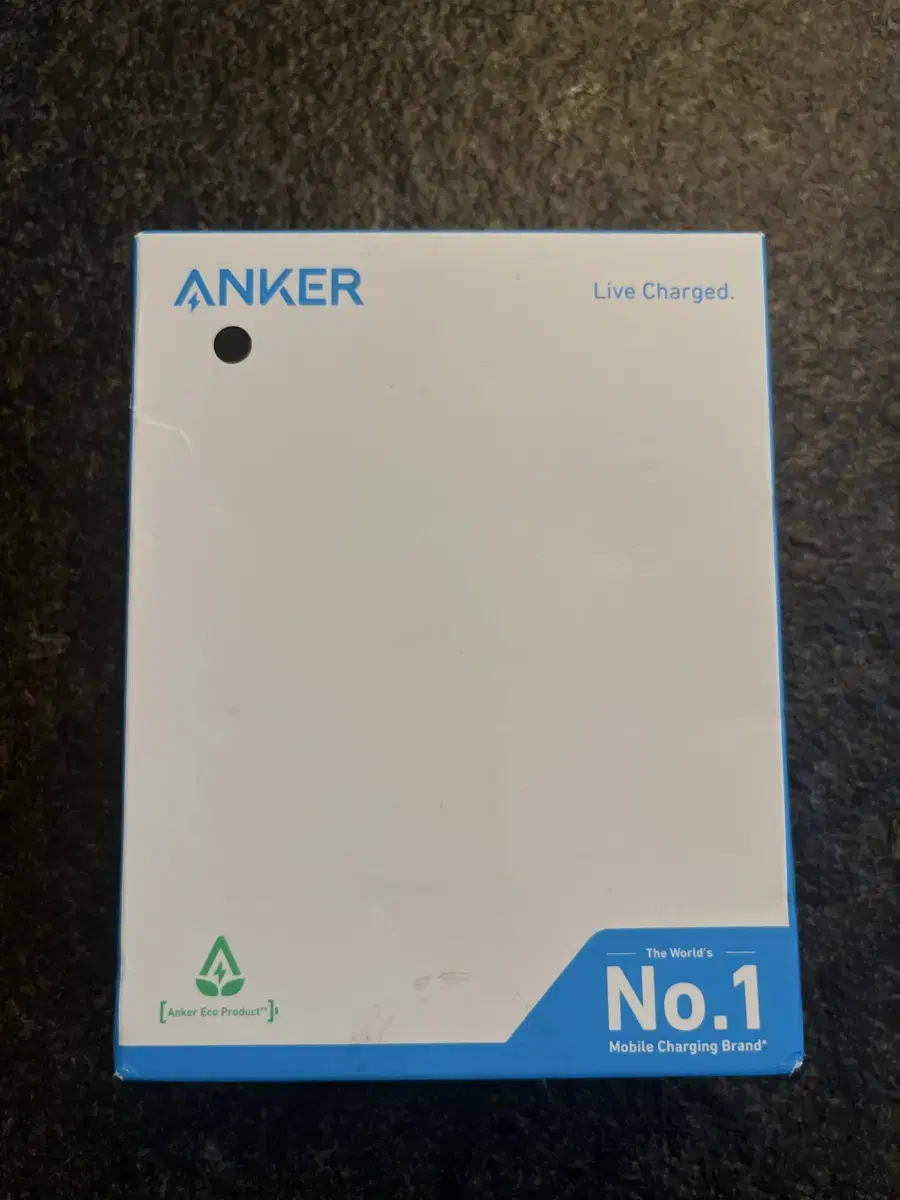 ANKER
Live Charged.
[Anker Eco Product**]
The World's
No.1
Mobile Charging Brand*